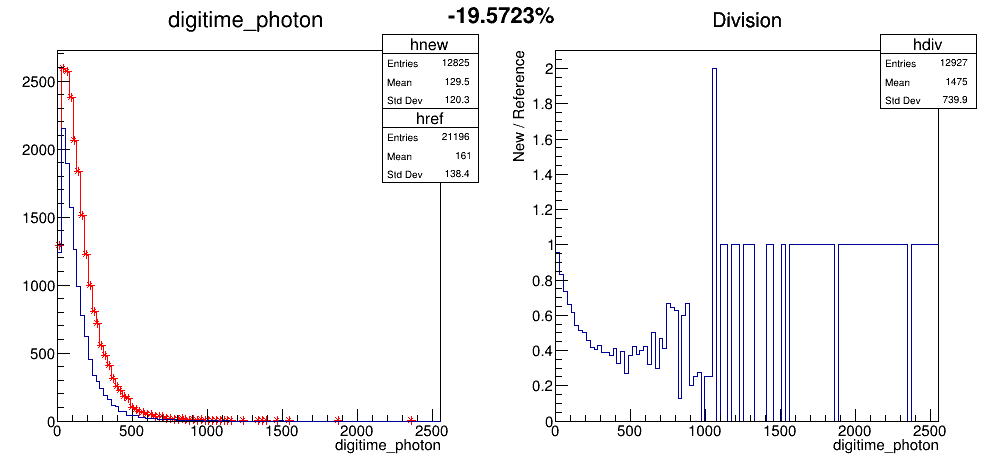 digitime_photon
-19.5723%
Division
hnew
Entries 12825
Mean 129.5
Std Dev 120.3
href
Entries 21196
Mean 161
Std Dev 138.4
2500
2000
1500
1000
500
0
0 500 1000 1500 2000 2500
digitime_photon
hdiv
Entries 12927
Mean 1475
Std Dev 739.9
New / Reference
2
1.8
1.6
1.4
1.2
1
0.8
0.6
0.4
0.2
0
0 500 1000 1500 2000 2500
digitime_photon